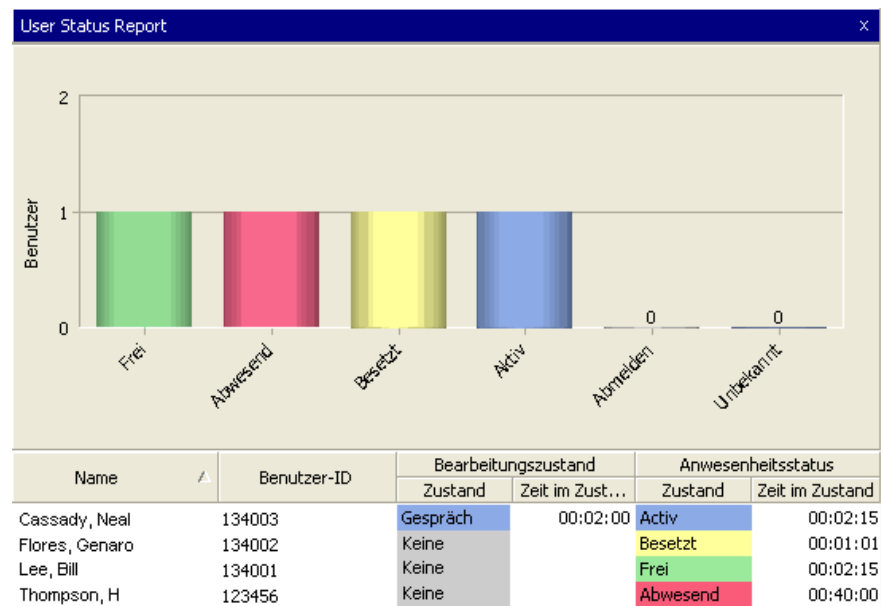 User Status Report x
2
Benutzer
1
0 0
0
Frei Abwesend Besetzt Aktiv Abmelden Unbekannt
Name Benutzer-ID Bearbeitungszustand Anwesenheitsstatus
Zustand Zeit im Zust... Zustand Zeit im Zustand
Cassady, Neal 134003 Gespräch 00:02:00 Activ 00:02:15
Flores, Genaro 134002 Keine Besetzt 00:01:01
Lee, Bill 134001 Keine Frei 00:02:15
Thompson, H 123456 Keine Abwesend 00:40:00